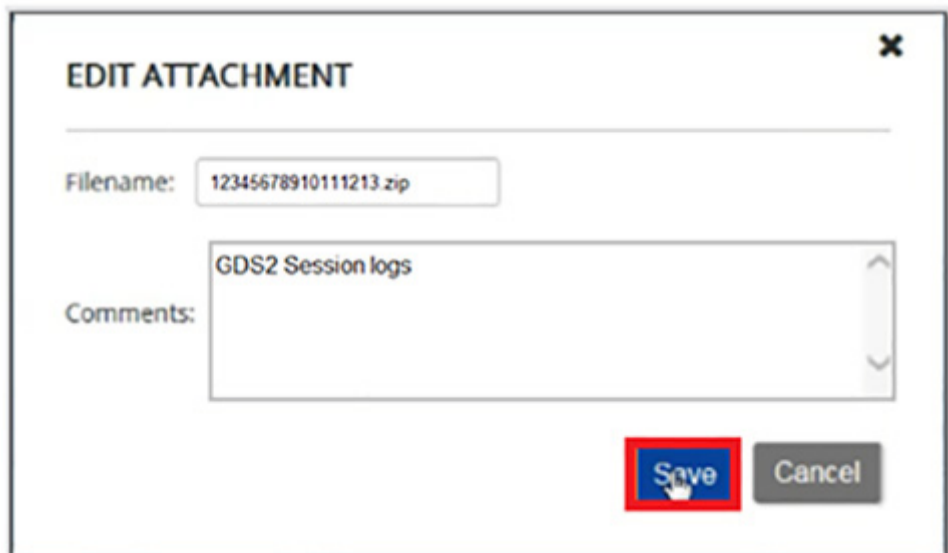 EDIT ATTACHMENT
Filename: 12345678910111213.zip
GDS2 Session logs
Comments:
Save Cancel